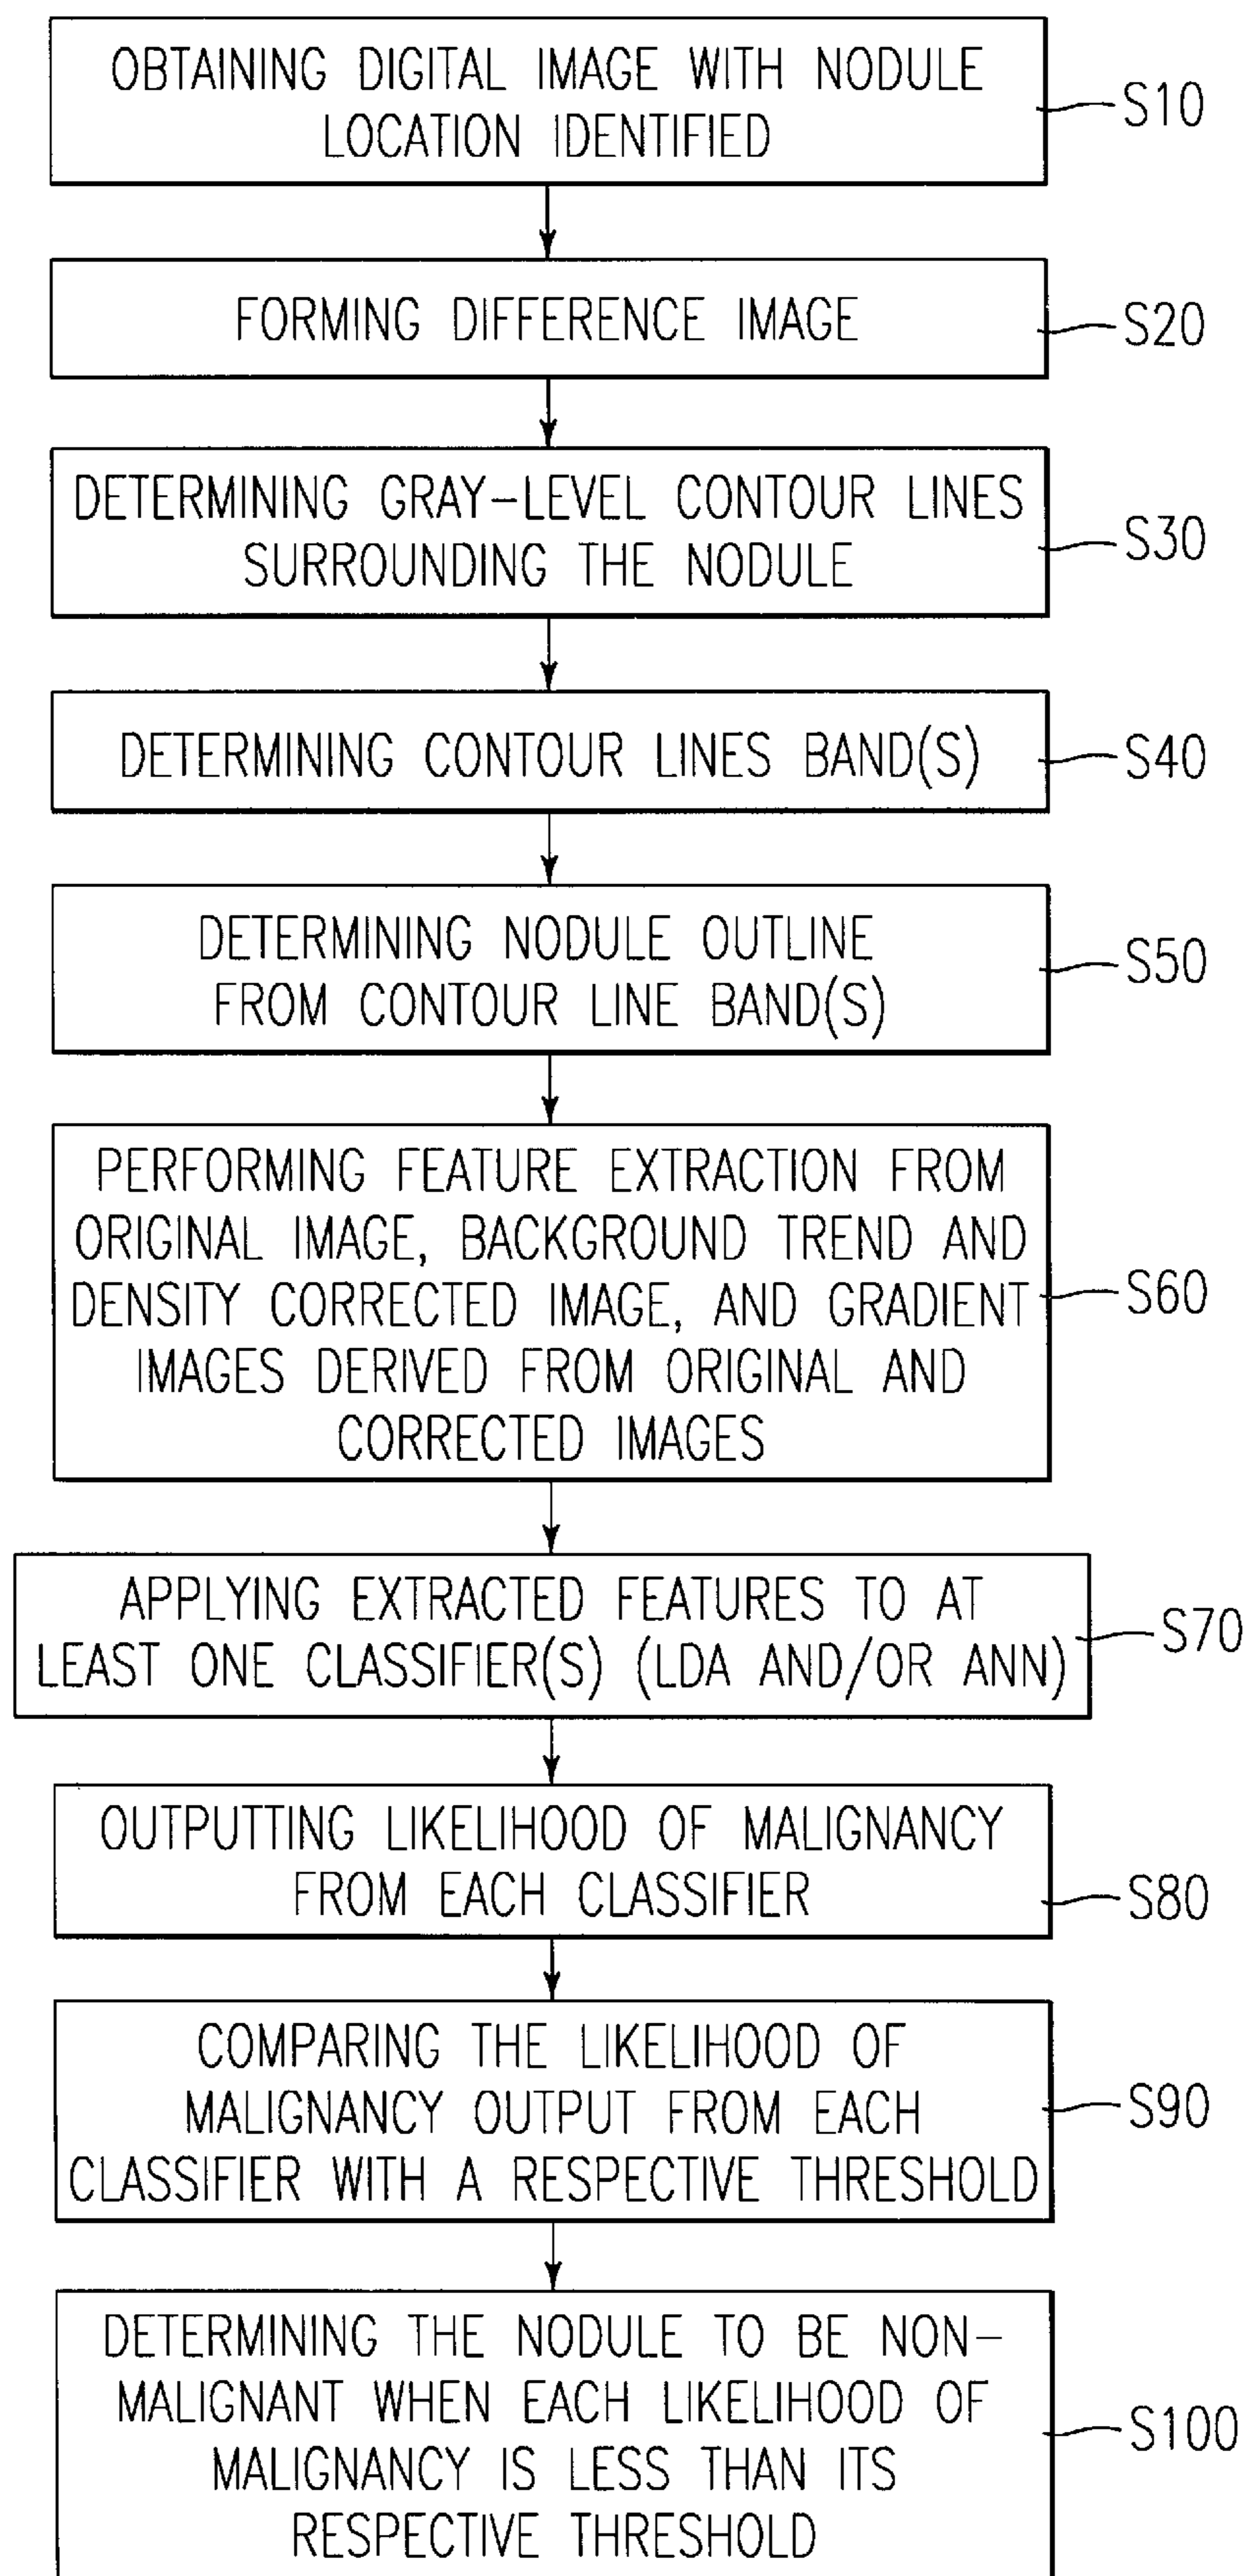 OBTAINING DIGITAL IMAGE WITH NODULE
LOCATION IDENTIFIED
S10
FORMING DIFFERENCE IMAGE
S20
DETERMINING GRAY-LEVEL CONTOUR LINES
SURROUNDING THE NODULE
S30
DETERMINING CONTOUR LINES BAND(S)
S40
DETERMINING NODULE OUTLINE
FROM CONTOUR LINE BAND(S)
S50
PERFORMING FEATURE EXTRACTION FROM
ORIGINAL IMAGE, BACKGROUND TREND AND
DENSITY CORRECTED IMAGE, AND GRADIENT
IMAGES DERIVED FROM ORIGINAL AND
CORRECTED IMAGES
S60
APPLYING EXTRACTED FEATURES TO AT
LEAST ONE CLASSIFIER(S) (LDA AND/OR ANN)
S70
OUTPUTTING LIKELIHOOD OF MALIGNANCY
FROM EACH CLASSIFIER
S80
COMPARING THE LIKELIHOOD OF
MALIGNANCY OUTPUT FROM EACH
CLASSIFIER WITH A RESPECTIVE THRESHOLD
S90
DETERMINING THE NODULE TO BE NON-
MALIGNANT WHEN EACH LIKELIHOOD OF
MALIGNANCY IS LESS THAN ITS
RESPECTIVE THRESHOLD
S100